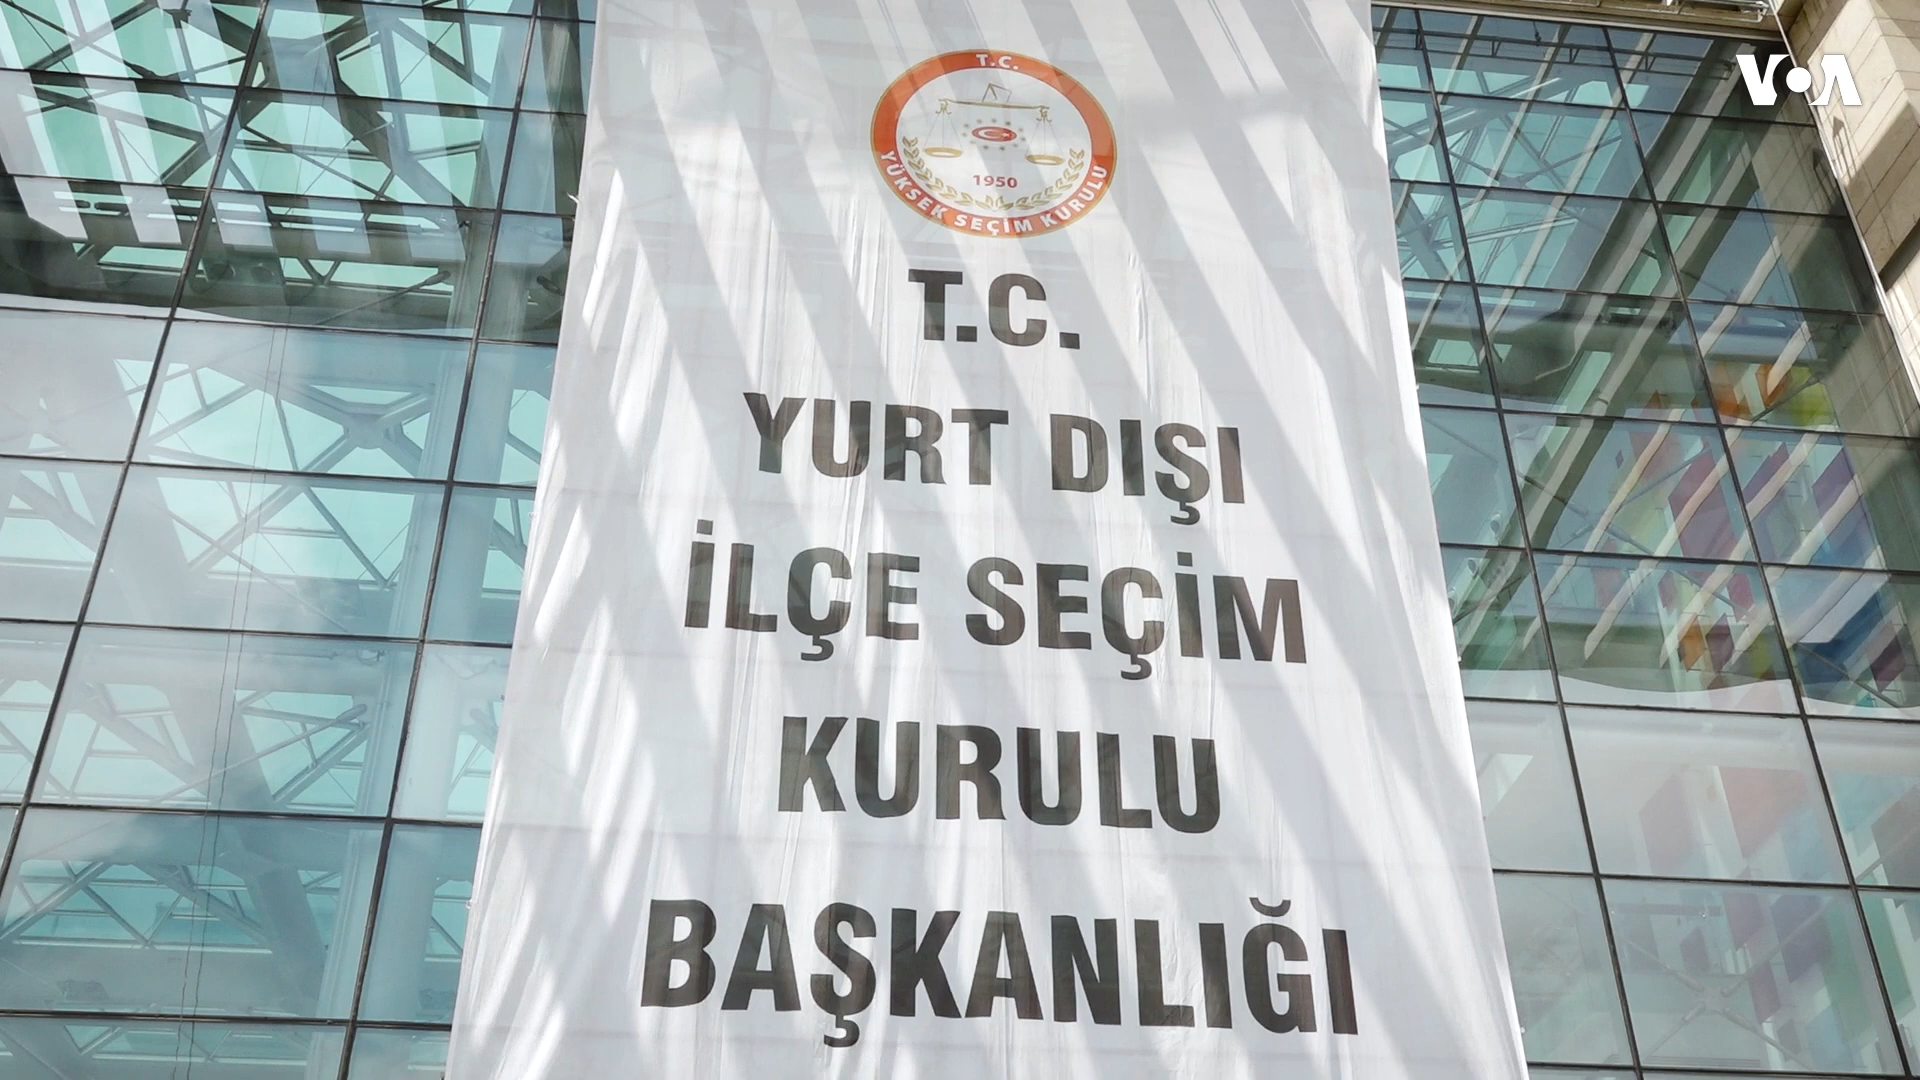 VOA
T.C.
1950
YÜKSEK SEÇİM KURULU
T.C.
YURT DIŞI
İLÇE SEÇİM
KURULU
BAŞKANLIĞI